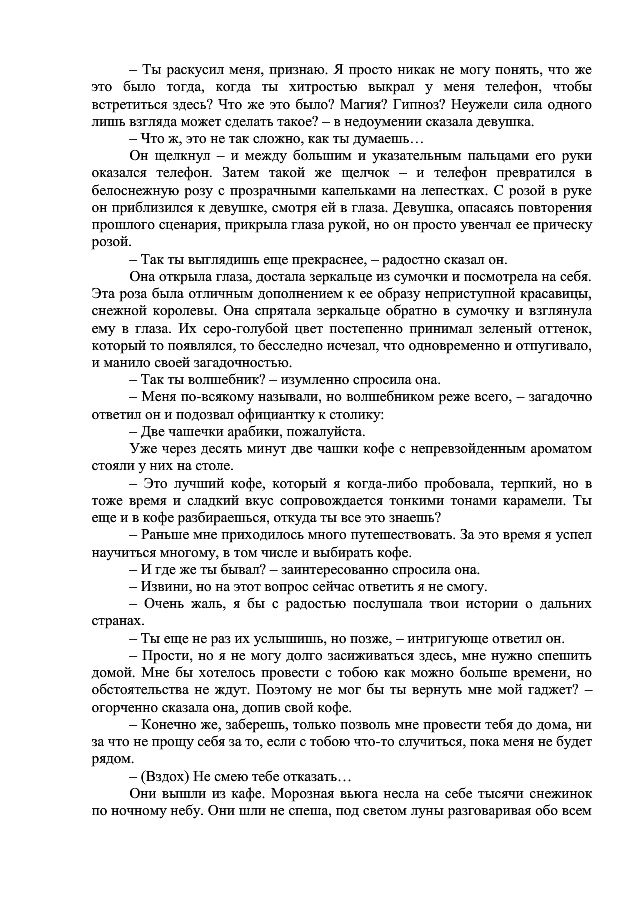 – Ты раскусил меня, признаю. Я просто никак не могу понять, что же
это было тогда, когда ты хитростью выкрал у меня телефон, чтобы
встретиться здесь? Что же это было? Магия? Гипноз? Неужели сила одного
лишь взгляда может сделать такое? – в недоумении сказала девушка.
– Что ж, это не так сложно, как ты думаешь…
Он щелкнул – и между большим и указательным пальцами его руки
оказался телефон. Затем такой же щелчок – и телефон превратился в
белоснежную розу с прозрачными капельками на лепестках. С розой в руке
он приблизился к девушке, смотря ей в глаза. Девушка, опасаясь повторения
прошлого сценария, прикрыла глаза рукой, но он просто увенчал ее прическу
розой.
– Так ты выглядишь еще прекраснее, – радостно сказал он.
Она открыла глаза, достала зеркальце из сумочки и посмотрела на себя.
Эта роза была отличным дополнением к ее образу неприступной красавицы,
снежной королевы. Она спрятала зеркальце обратно в сумочку и взглянула
ему в глаза. Их серо-голубой цвет постепенно принимал зеленый оттенок,
который то появлялся, то бесследно исчезал, что одновременно и отпугивало,
и манило своей загадочностью.
– Так ты волшебник? – изумленно спросила она.
– Меня по-всякому называли, но волшебником реже всего, – загадочно
ответил он и подозвал официантку к столику:
– Две чашечки арабики, пожалуйста.
Уже через десять минут две чашки кофе с непревзойденным ароматом
стояли у них на столе.
– Это лучший кофе, который я когда-либо пробовала, терпкий, но в
тоже время и сладкий вкус сопровождается тонкими тонами карамели. Ты
еще и в кофе разбираешься, откуда ты все это знаешь?
– Раньше мне приходилось много путешествовать. За это время я успел
научиться многому, в том числе и выбирать кофе.
– И где же ты бывал? – заинтересованно спросила она.
– Извини, но на этот вопрос сейчас ответить я не смогу.
– Очень жаль, я бы с радостью послушала твои истории о дальних
странах.
– Ты еще не раз их услышишь, но позже, – интригующе ответил он.
– Прости, но я не могу долго засиживаться здесь, мне нужно спешить
домой. Мне бы хотелось провести с тобою как можно больше времени, но
обстоятельства не ждут. Поэтому не мог бы ты вернуть мне мой гаджет? –
огорченно сказала она, допив свой кофе.
– Конечно же, заберешь, только позволь мне провести тебя до дома, ни
за что не прощу себя за то, если с тобою что-то случиться, пока меня не будет
рядом.
– (Вздох) Не смею тебе отказать…
Они вышли из кафе. Морозная вьюга несла на себе тысячи снежинок
по ночному небу. Они шли не спеша, под светом луны разговаривая обо всем